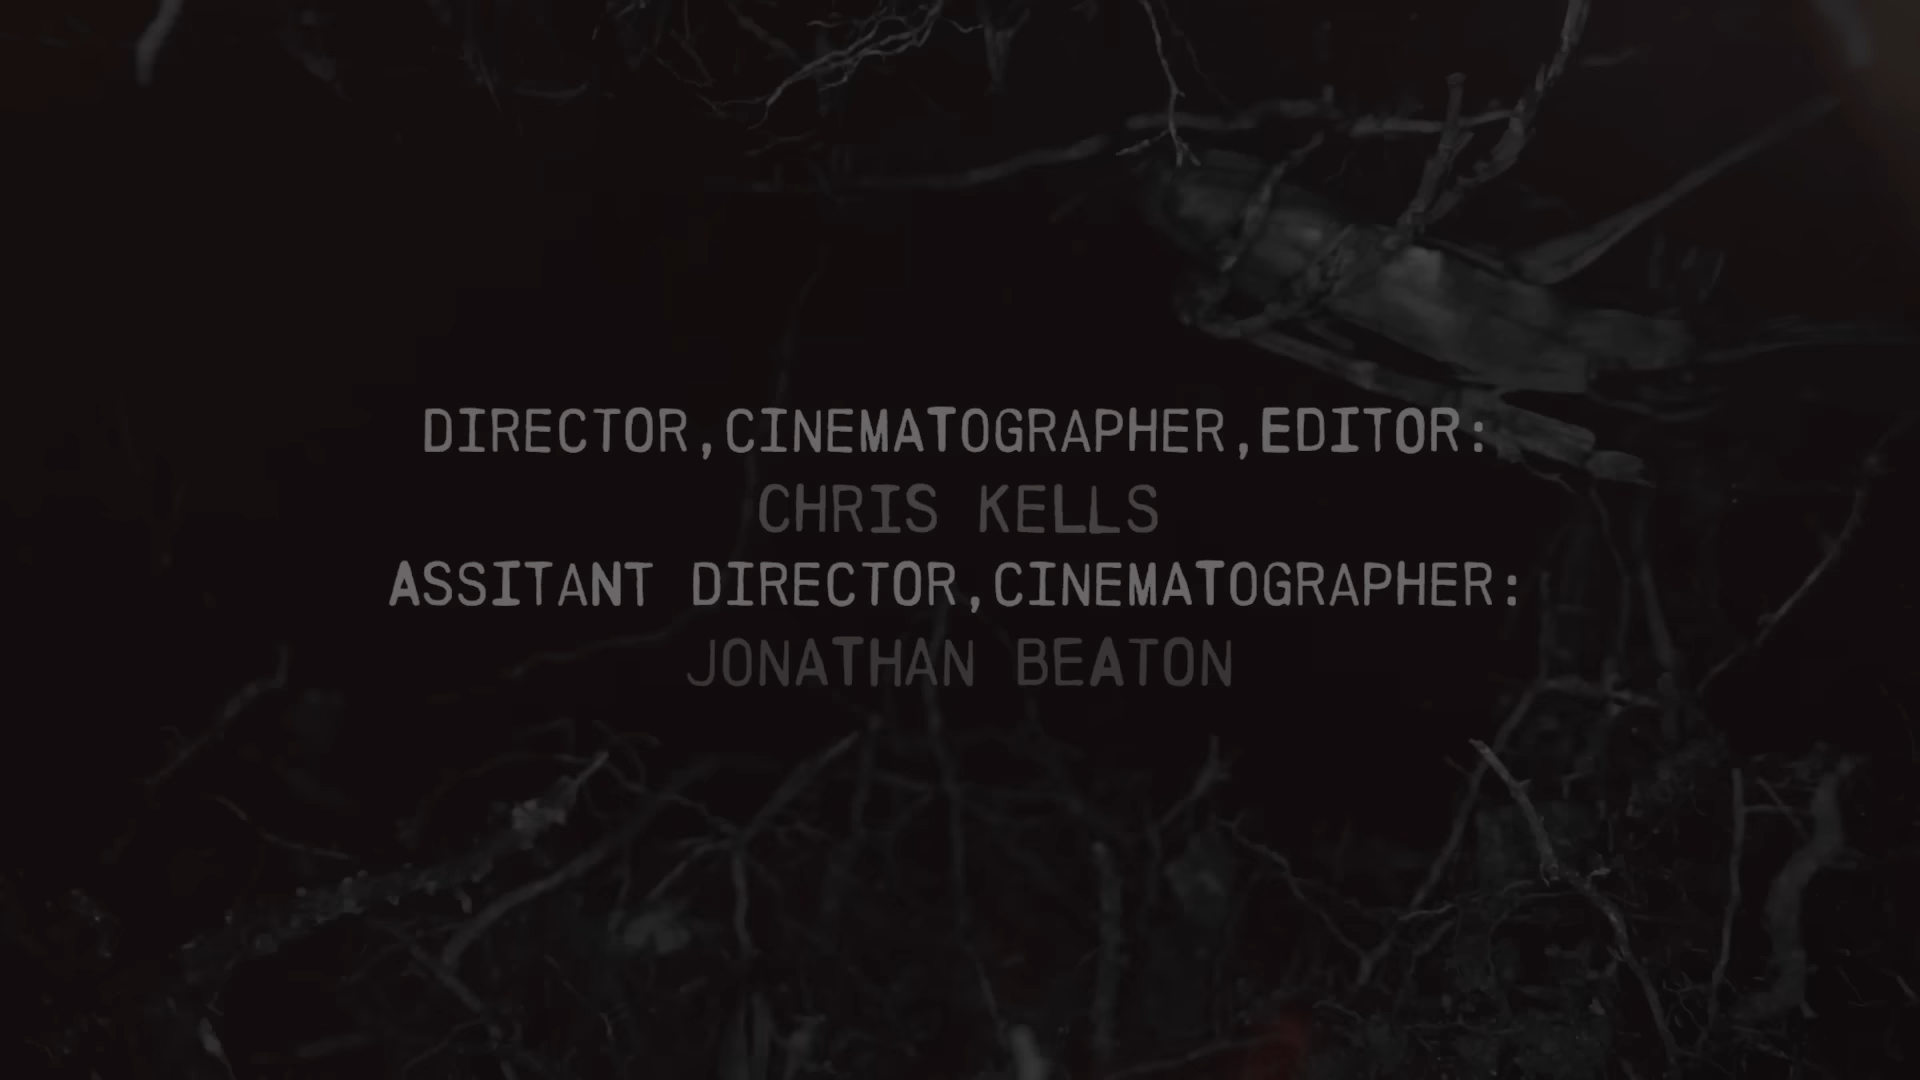 DIRECTOR,CINEMATOGRAPHER,EDITOR:
CHRIS KELLS
ASSITANT DIRECTOR,CINEMATOGRAPHER:
JONATHAN BEATON